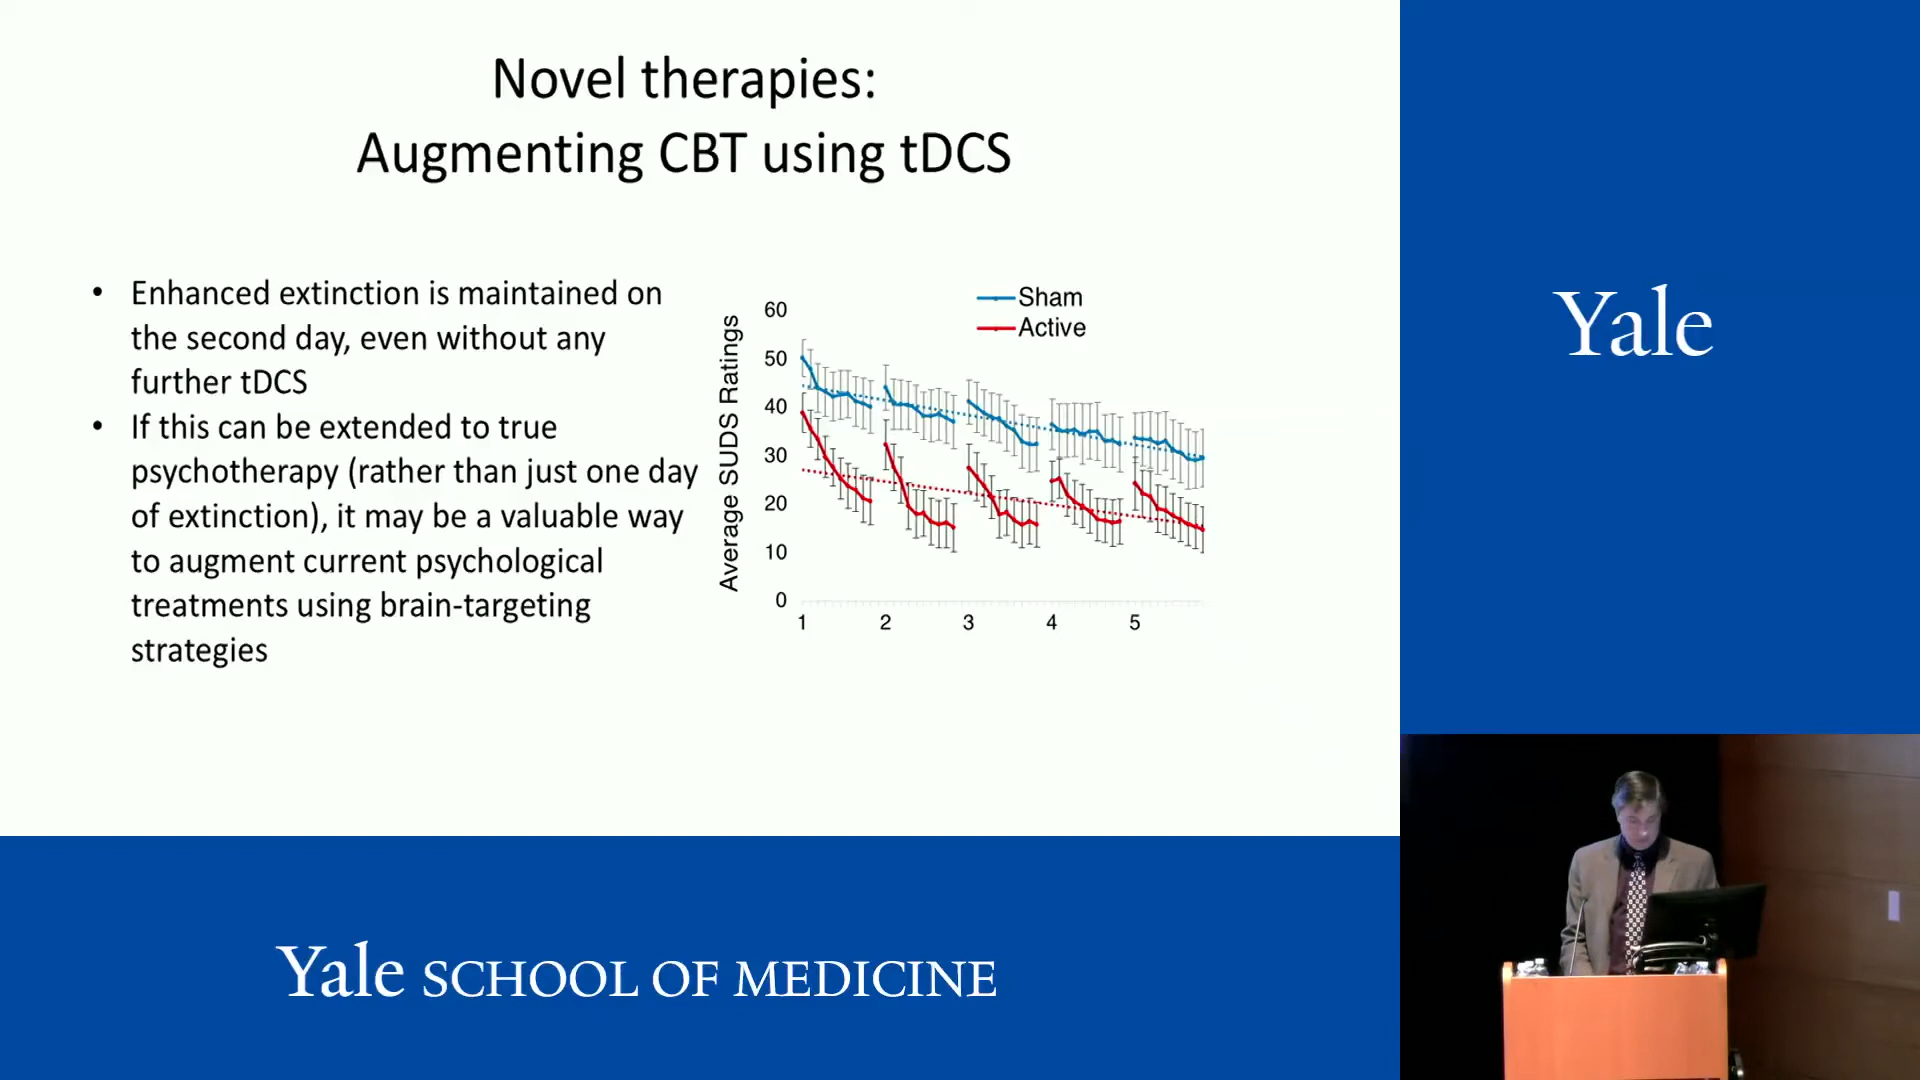 Novel therapies:
Augmenting CBT using tDCS
• Enhanced extinction is maintained on
the second day, even without any
further tDCS
• If this can be extended to true
psychotherapy (rather than just one day
of extinction), it may be a valuable way
to augment current psychological
treatments using brain-targeting
strategies
Sham
Active
Average SUDS Ratings
60
50
40
30
20
10
0
1 2 3 4 5
Yale
Yale SCHOOL OF MEDICINE